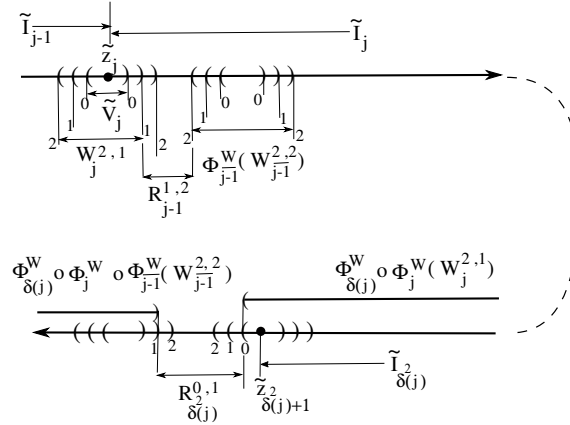 Ĩ_{j-1} Ĩ_j
z̃_j
( ( ( ) ) ) ( ( ( ) ) )
2 1 0 0 1 2 2 1 0 0 1 2
Ṽ_j
W_j^{2,1} Φ_{j-1}^W ( W_{j-1}^{2,2} )
R_{j-1}^{1,2}
Φ_{δ(j)}^W o Φ_j^W o Φ_{j-1}^W ( W_{j-1}^{2,2} ) Φ_{δ(j)}^W o Φ_j^W ( W_j^{2,1} )
( ( ( ) ) ( ( ( ) ) )
1 2 2 1 0
R_{δ(j)}^{0,1} z̃_{δ(j)+1}^2 Ĩ_{δ(j)}^2
2